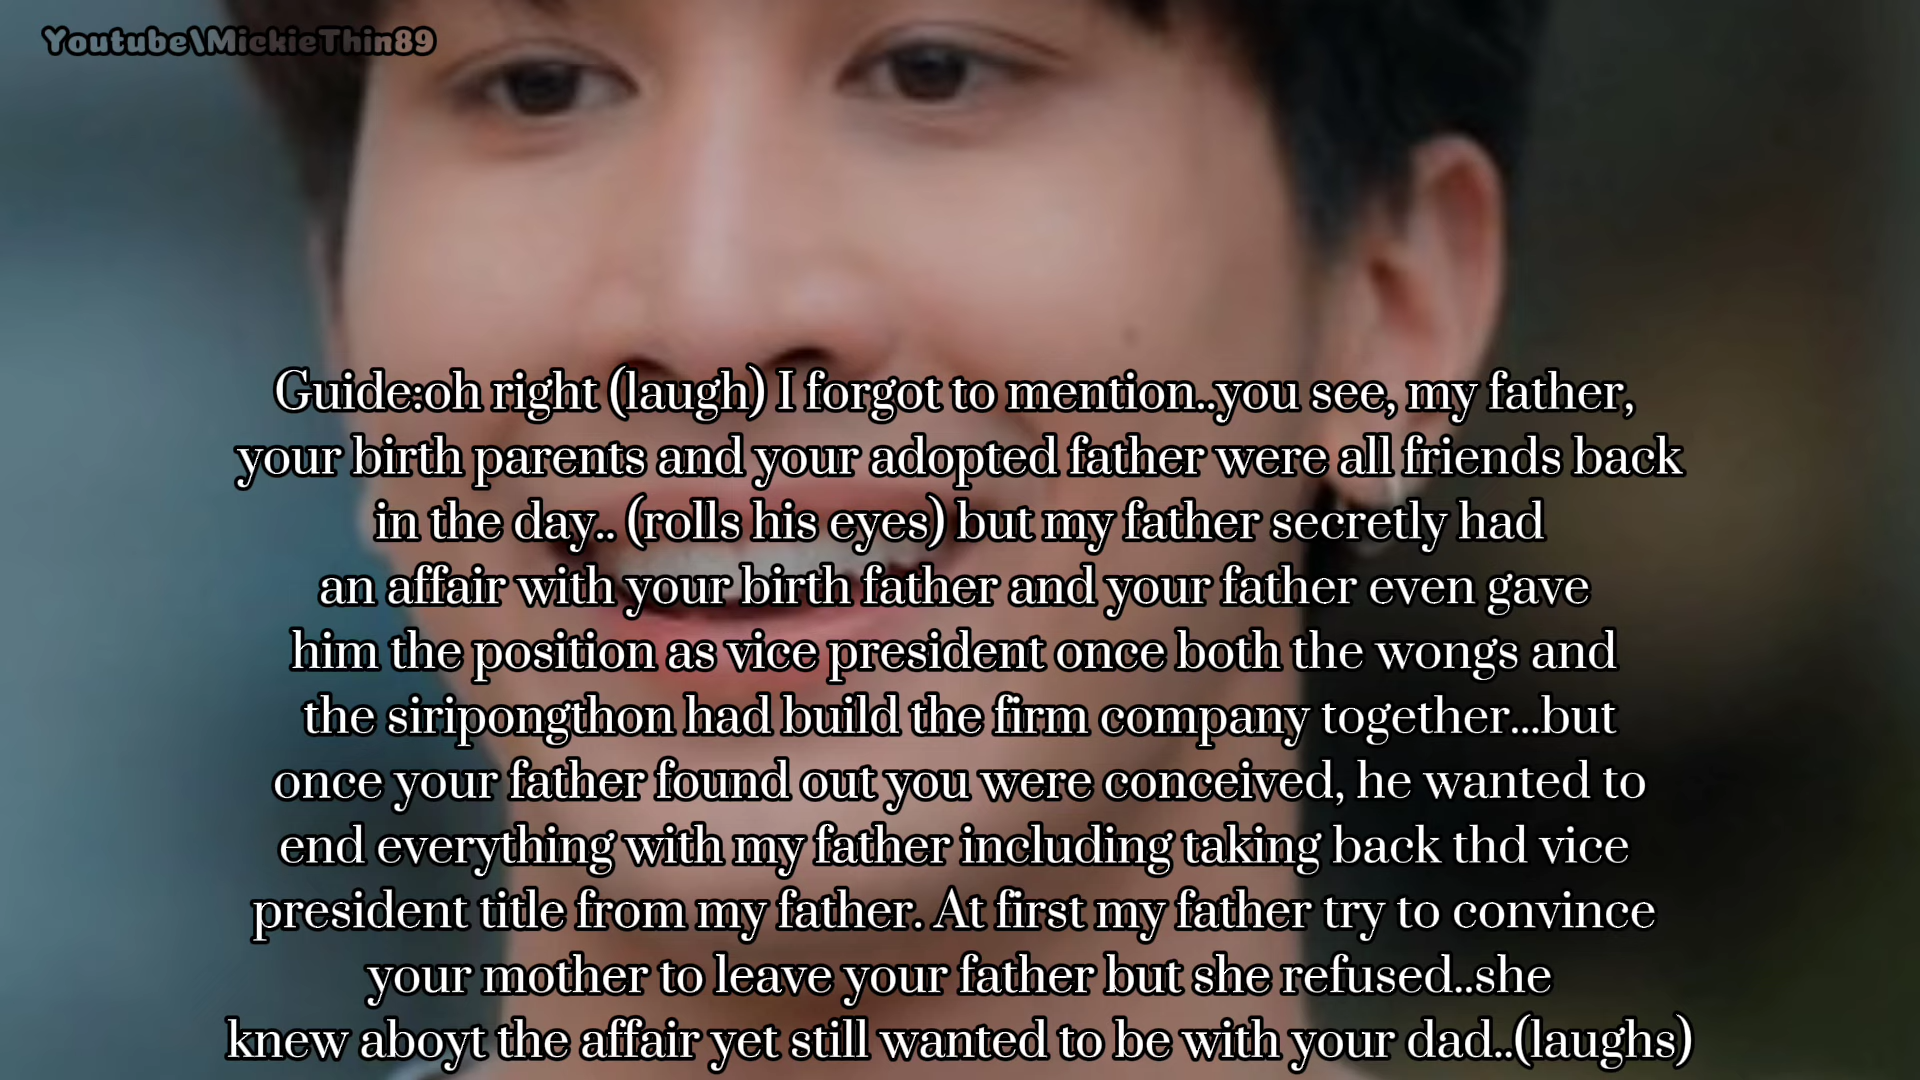 Youtube\MickieThin89
Guide:oh right (laugh) I forgot to mention..you see, my father,
your birth parents and your adopted father were all friends back
in the day.. (rolls his eyes) but my father secretly had
an affair with your birth father and your father even gave
him the position as vice president once both the wongs and
the siripongthon had build the firm company together...but
once your father found out you were conceived, he wanted to
end everything with my father including taking back thd vice
president title from my father. At first my father try to convince
your mother to leave your father but she refused..she
knew aboyt the affair yet still wanted to be with your dad..(laughs)